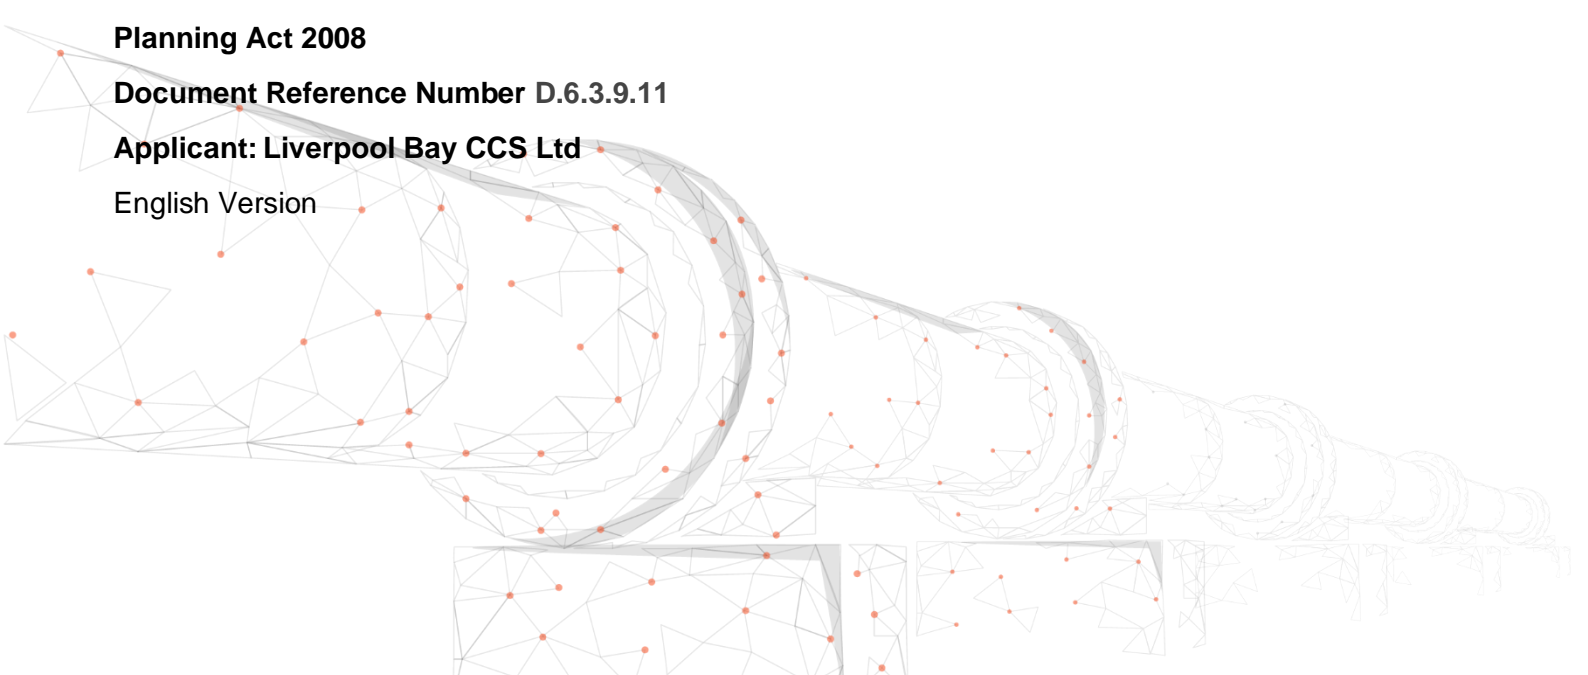 Planning Act 2008
Document Reference Number D.6.3.9.11
Applicant: Liverpool Bay CCS Ltd
English Version